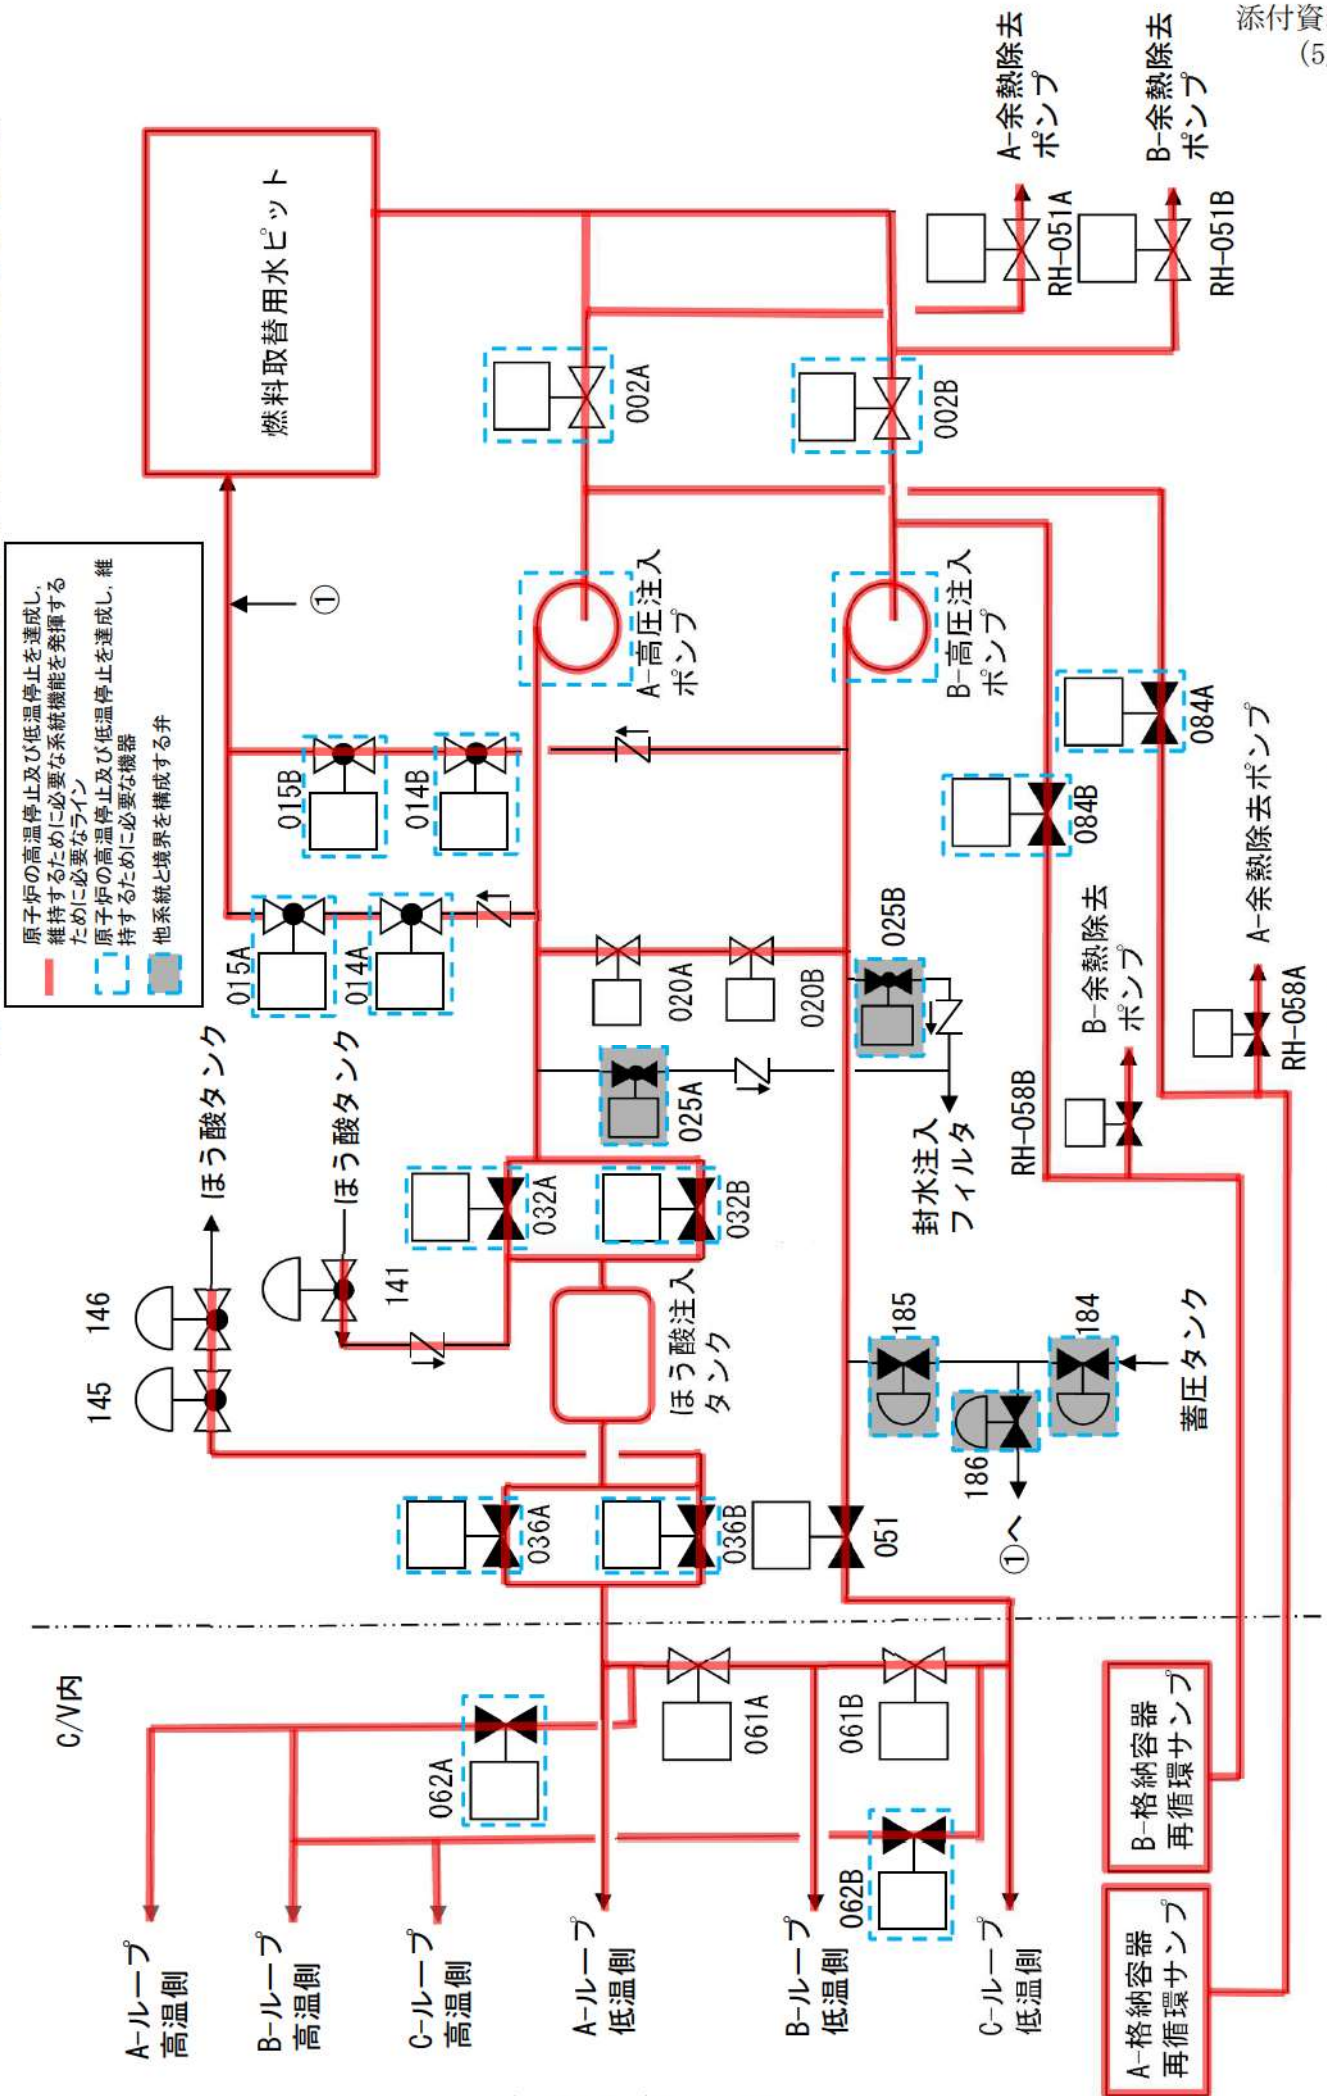 添付資
(5
原子炉の高温停止及び低温停止を達成し,
維持するために必要な系統機能を発揮する
ために必要なライン
原子炉の高温停止及び低温停止を達成し, 維
持するために必要な機器
他系統と境界を構成する弁
燃料取替用水ピット
①
A-余熱除去
ポンプ
RH-051A
B-余熱除去
ポンプ
RH-051B
002A
002B
A-高圧注入
ポンプ
B-高圧注入
ポンプ
015B
014B
015A
014A
084A
084B
020A
020B
025B
025A
封水注入
フィルタ
A-余熱除去ポンプ
RH-058A
B-余熱除去
ポンプ
RH-058B
ほう酸タンク
ほう酸タンク
146
145
141
032A
032B
ほう酸注入
タンク
036A
036B
051
185
184
186
①へ
蓄圧タンク
C/V内
062A
061A
061B
062B
A-ループ
高温側
B-ループ
高温側
C-ループ
高温側
A-ループ
低温側
B-ループ
低温側
C-ループ
低温側
B-格納容器
再循環サンプ
A-格納容器
再循環サンプ